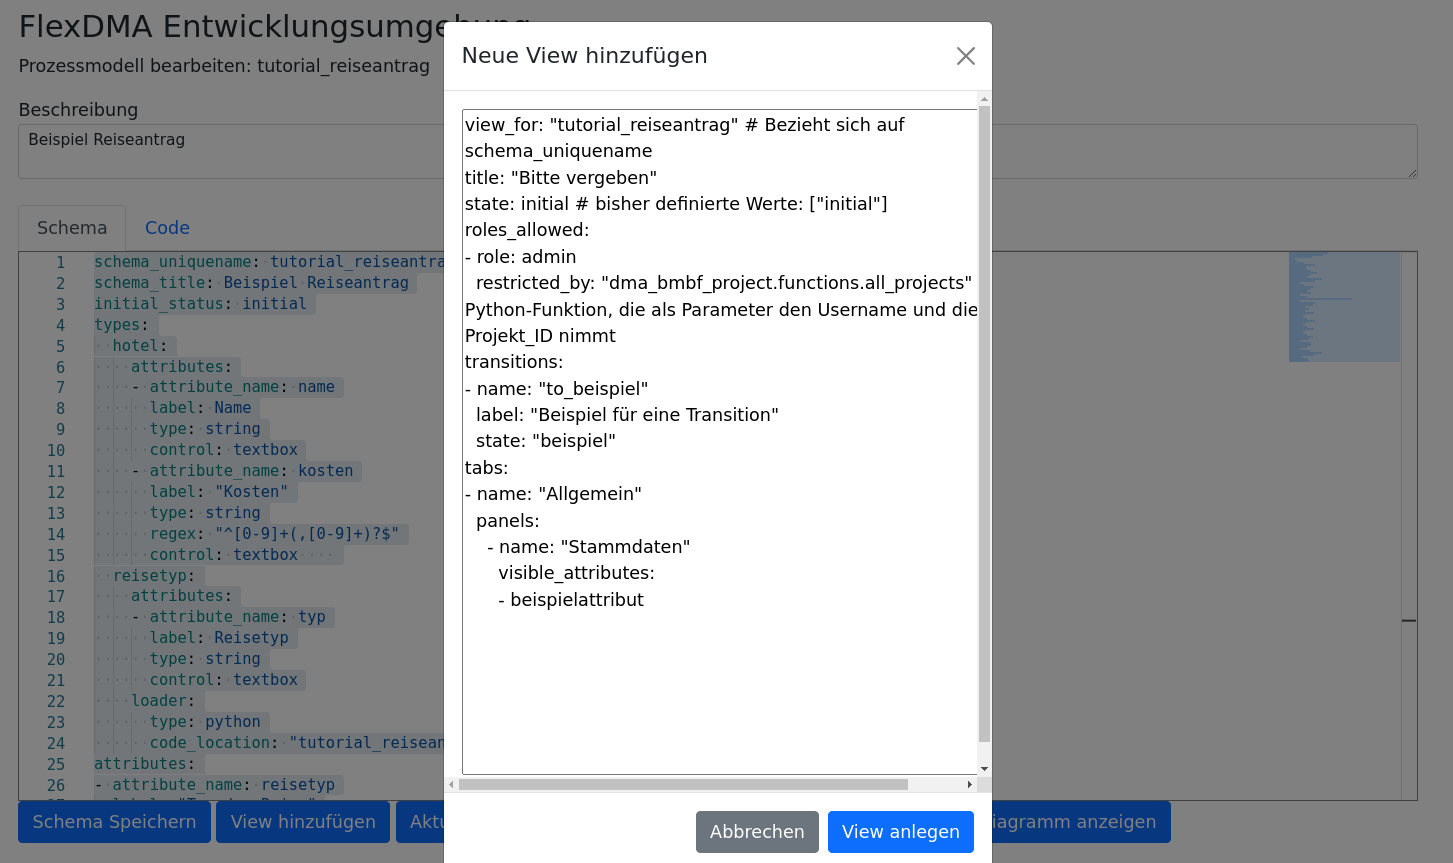 FlexDMA Entwicklungsumgebung
Prozessmodell bearbeiten: tutorial_reiseantrag
Beschreibung
Beispiel Reiseantrag
Schema Code
1 schema_uniquename: tutorial_reiseantra
2 schema_title: Beispiel Reiseantrag
3 initial_status: initial
4 types:
5 hotel:
6 attributes:
7 - attribute_name: name
8 label: Name
9 type: string
10 control: textbox
11 - attribute_name: kosten
12 label: "Kosten"
13 type: string
14 regex: "^[0-9]+(,[0-9]+)?$"
15 control: textbox
16 reisetyp:
17 attributes:
18 - attribute_name: typ
19 label: Reisetyp
20 type: string
21 control: textbox
22 loader:
23 type: python
24 code_location: "tutorial_reisean
25 attributes:
26 - attribute_name: reisetyp
Schema Speichern View hinzufügen Aktu iagramm anzeigen
Neue View hinzufügen
view_for: "tutorial_reiseantrag" # Bezieht sich auf
schema_uniquename
title: "Bitte vergeben"
state: initial # bisher definierte Werte: ["initial"]
roles_allowed:
- role: admin
restricted_by: "dma_bmbf_project.functions.all_projects"
Python-Funktion, die als Parameter den Username und die
Projekt_ID nimmt
transitions:
- name: "to_beispiel"
label: "Beispiel für eine Transition"
state: "beispiel"
tabs:
- name: "Allgemein"
panels:
- name: "Stammdaten"
visible_attributes:
- beispielattribut
Abbrechen View anlegen